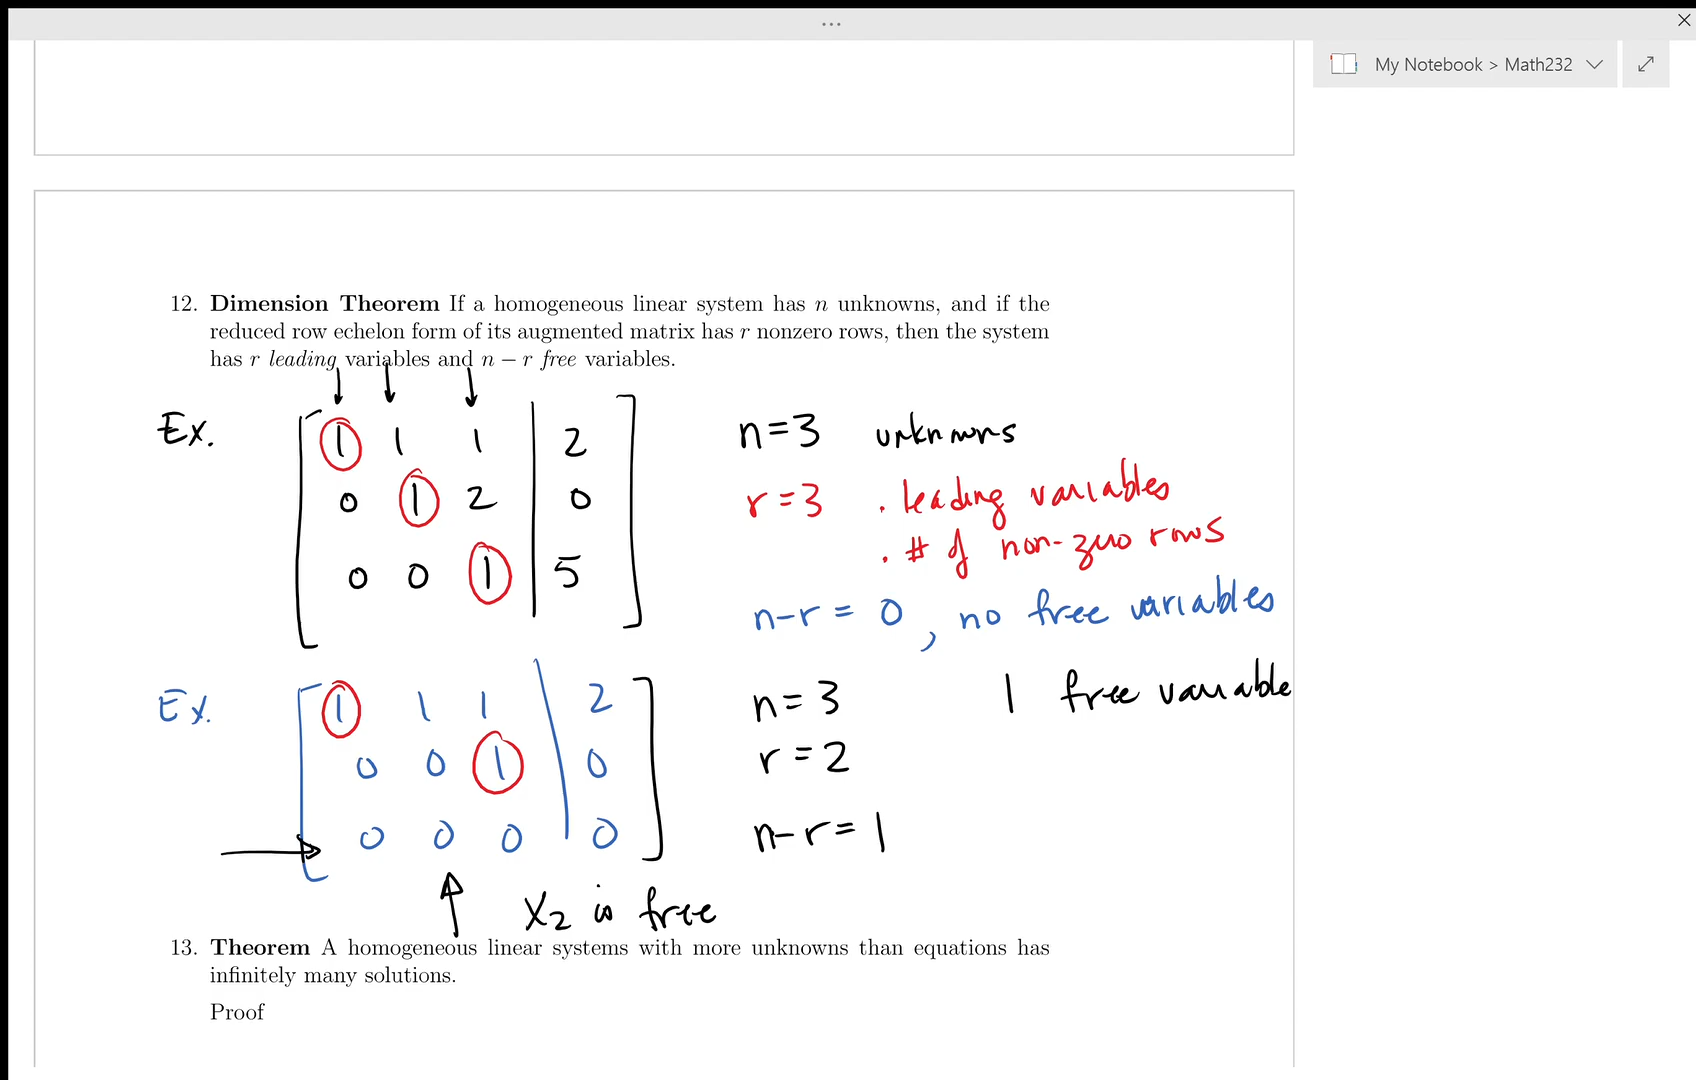 ...
My Notebook > Math232
12. Dimension Theorem If a homogeneous linear system has n unknowns, and if the
reduced row echelon form of its augmented matrix has r nonzero rows, then the system
has r leading variables and n − r free variables.
Ex.
1 1 1 | 2
0 1 2 | 0
0 0 1 | 5
n=3 unknowns
r=3 . leading variables
. # of non-zero rows
n-r = 0, no free variables
Ex.
1 1 1 | 2
0 0 1 | 0
0 0 0 | 0
n=3 1 free variable
r=2
n-r=1
x₂ is free
13. Theorem A homogeneous linear systems with more unknowns than equations has
infinitely many solutions.
Proof